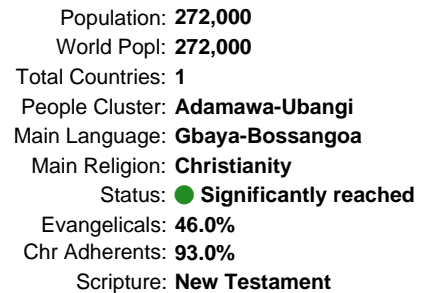 Population: 272,000
World Popl: 272,000
Total Countries: 1
People Cluster: Adamawa-Ubangi
Main Language: Gbaya-Bossangoa
Main Religion: Christianity
Status: Significantly reached
Evangelicals: 46.0%
Chr Adherents: 93.0%
Scripture: New Testament